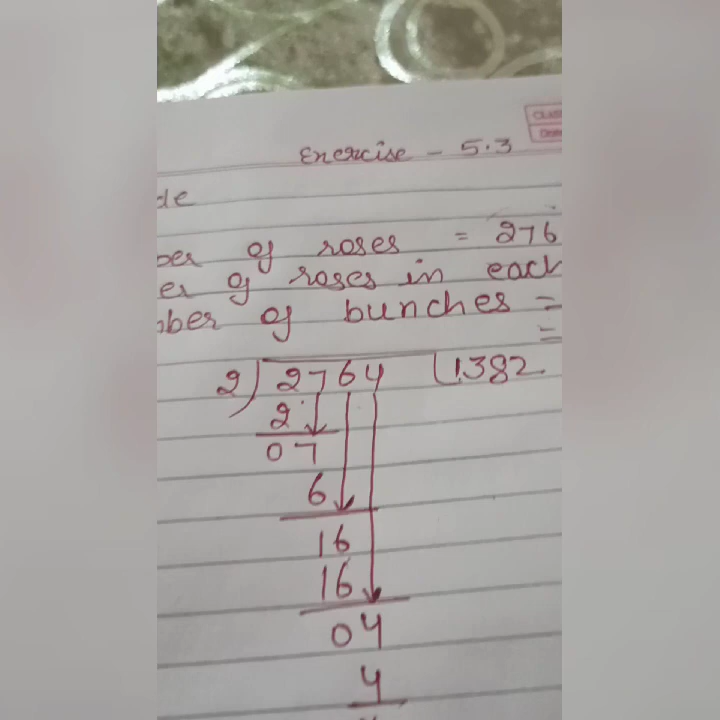 Exercise - 5.3
of roses = 276
of roses in each
of bunches =
=
2) 2764 (1382
2
07
6
16
16
04
4